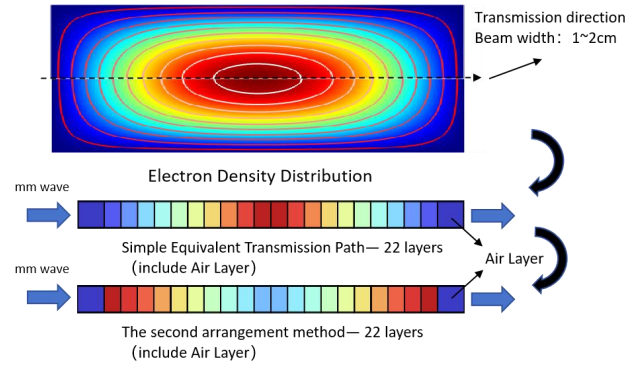 Transmission direction
Beam width： 1~2cm
Electron Density Distribution
mm wave
Simple Equivalent Transmission Path— 22 layers
（include Air Layer）
Air Layer
mm wave
The second arrangement method— 22 layers
（include Air Layer）